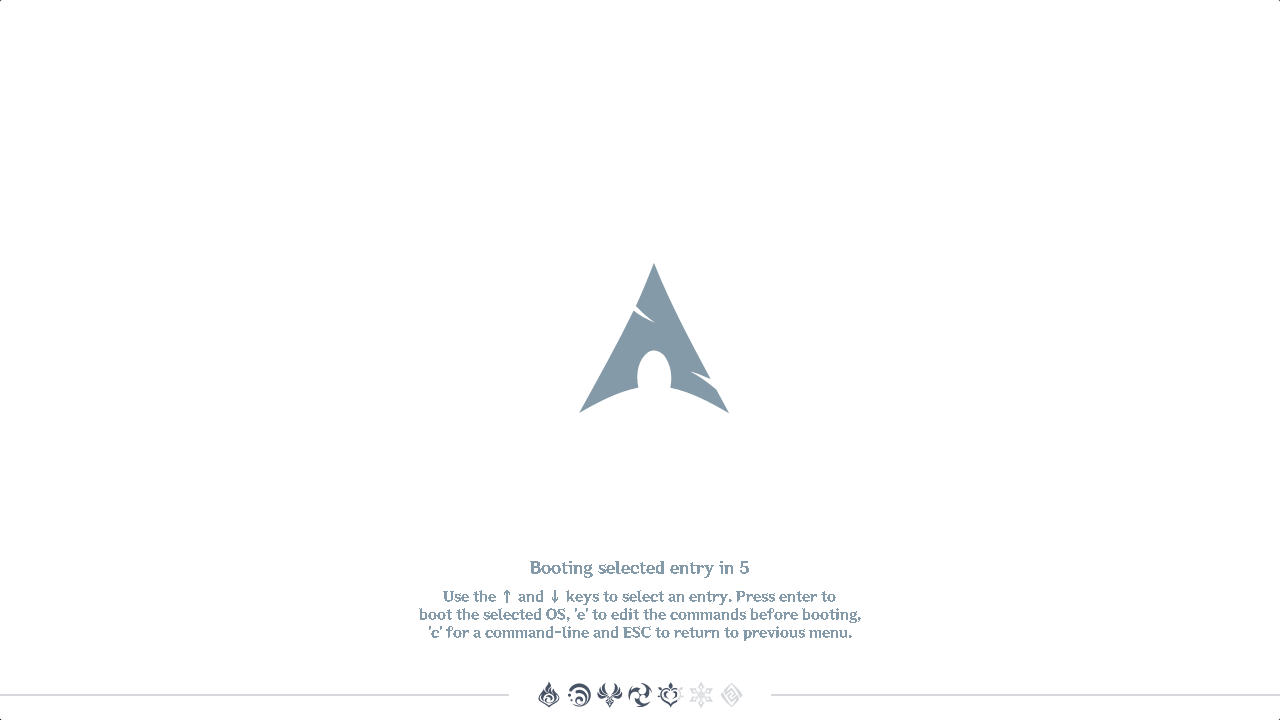 Booting selected entry in 5
Use the ↑ and ↓ keys to select an entry. Press enter to
boot the selected OS, 'e' to edit the commands before booting,
'c' for a command-line and ESC to return to previous menu.